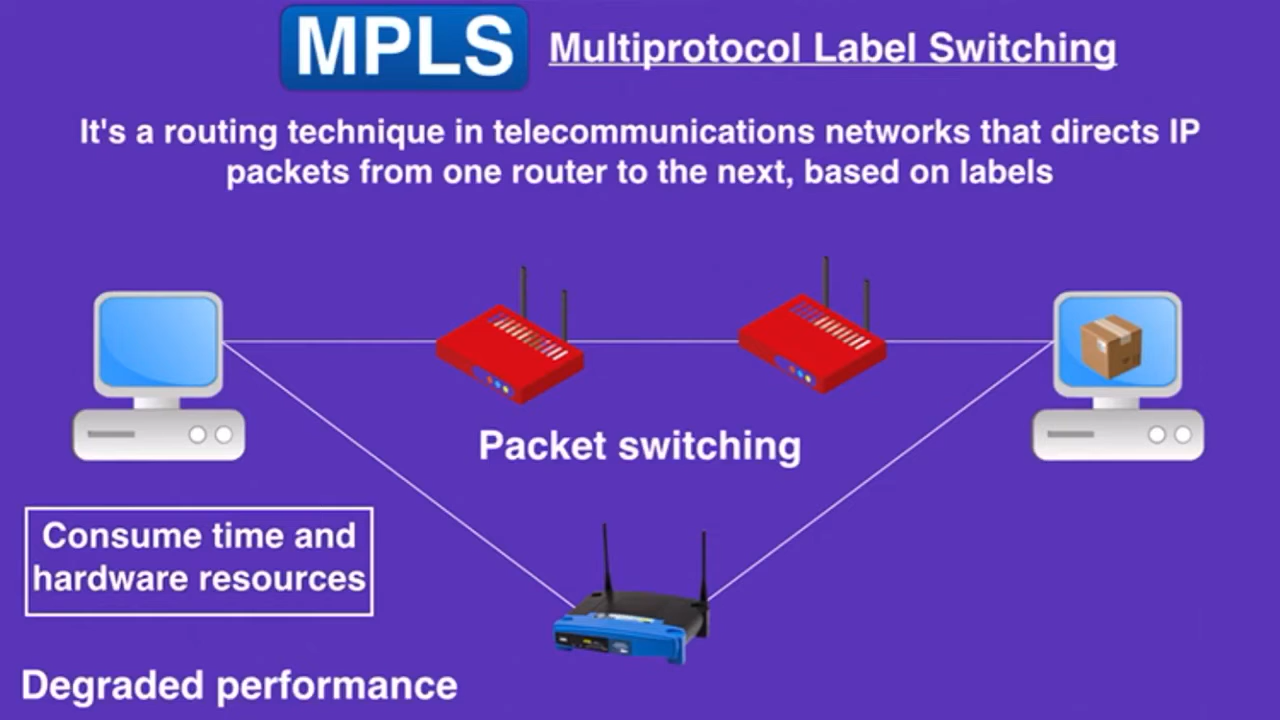 MPLS Multiprotocol Label Switching
It's a routing technique in telecommunications networks that directs IP
packets from one router to the next, based on labels
Packet switching
Consume time and
hardware resources
Degraded performance